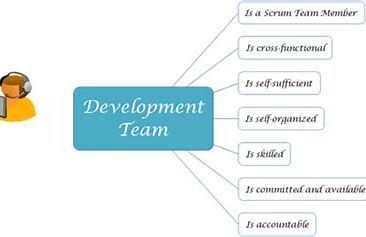 Development
Team
Is a Scrum Team Member
Is cross-functional
Is self-sufficient
Is self-organized
Is skilled
Is committed and available
Is accountable